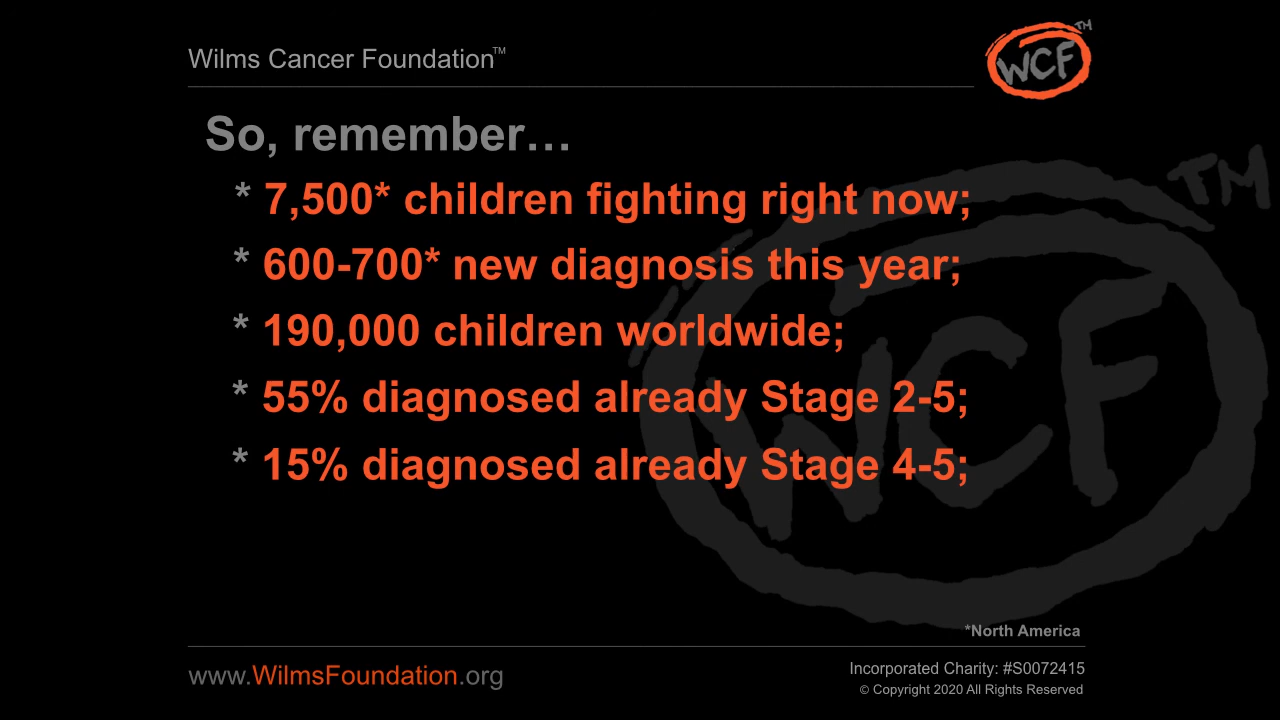 Wilms Cancer Foundation™
WCF™
So, remember…
* 7,500* children fighting right now;
* 600-700* new diagnosis this year;
* 190,000 children worldwide;
* 55% diagnosed already Stage 2-5;
* 15% diagnosed already Stage 4-5;
WCF™
*North America
www.WilmsFoundation.org
Incorporated Charity: #S0072415
© Copyright 2020 All Rights Reserved